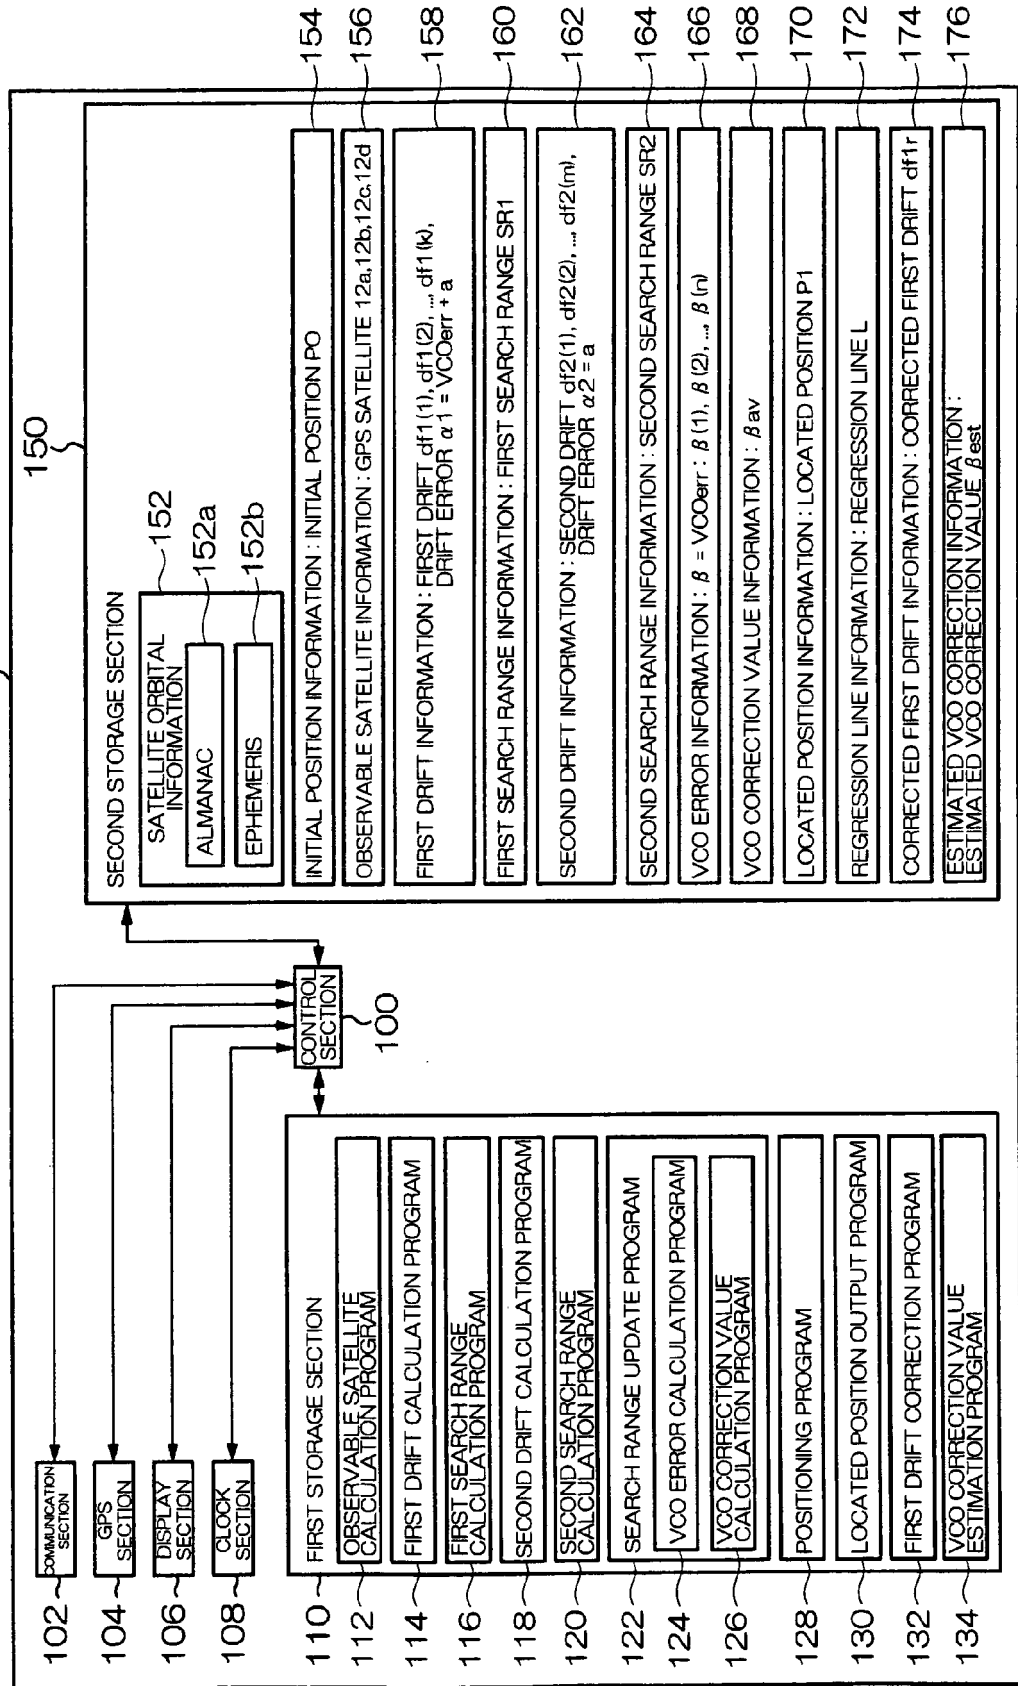 102
COMMUNICATION
SECTION
104
GPS
SECTION
106
DISPLAY
SECTION
108
CLOCK
SECTION
CONTROL
SECTION
100
110
FIRST STORAGE SECTION
112
OBSERVABLE SATELLITE
CALCULATION PROGRAM
114
FIRST DRIFT CALCULATION PROGRAM
116
FIRST SEARCH RANGE
CALCULATION PROGRAM
118
SECOND DRIFT CALCULATION PROGRAM
120
SECOND SEARCH RANGE
CALCULATION PROGRAM
122
SEARCH RANGE UPDATE PROGRAM
124
VCO ERROR CALCULATION PROGRAM
126
VCO CORRECTION VALUE
CALCULATION PROGRAM
128
POSITIONING PROGRAM
130
LOCATED POSITION OUTPUT PROGRAM
132
FIRST DRIFT CORRECTION PROGRAM
134
VCO CORRECTION VALUE
ESTIMATION PROGRAM
150
SECOND STORAGE SECTION
SATELLITE ORBITAL
INFORMATION
152
ALMANAC
152a
EPHEMERIS
152b
INITIAL POSITION INFORMATION : INITIAL POSITION PO
154
OBSERVABLE SATELLITE INFORMATION : GPS SATELLITE 12a,12b,12c,12d
156
FIRST DRIFT INFORMATION : FIRST DRIFT df1(1), df1(2), ..., df1(k),
DRIFT ERROR α1 = VCOerr + a
158
FIRST SEARCH RANGE INFORMATION : FIRST SEARCH RANGE SR1
160
SECOND DRIFT INFORMATION : SECOND DRIFT df2(1), df2(2), ..., df2(m),
DRIFT ERROR α2 = a
162
SECOND SEARCH RANGE INFORMATION : SECOND SEARCH RANGE SR2
164
VCO ERROR INFORMATION : β = VCOerr : β(1), β(2), ..., β(n)
166
VCO CORRECTION VALUE INFORMATION : βav
168
LOCATED POSITION INFORMATION : LOCATED POSITION P1
170
REGRESSION LINE INFORMATION : REGRESSION LINE L
172
CORRECTED FIRST DRIFT INFORMATION : CORRECTED FIRST DRIFT df1r
174
ESTIMATED VCO CORRECTION INFORMATION :
ESTIMATED VCO CORRECTION VALUE βest
176